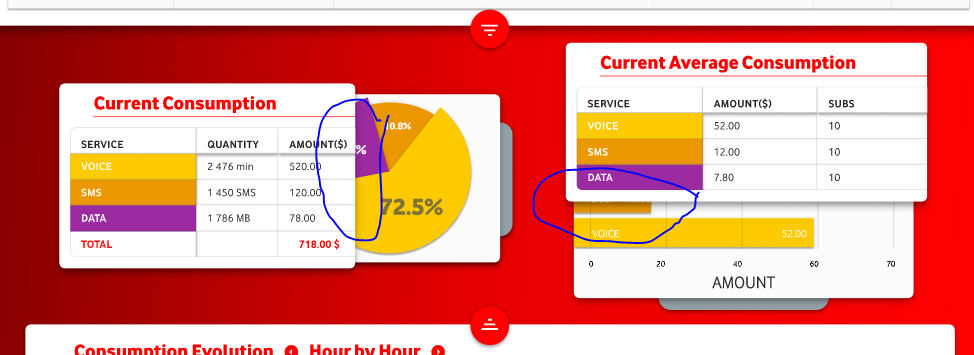 Current Consumption
SERVICE QUANTITY AMOUNT($)
VOICE 2 476 min 520.00
SMS 1 450 SMS 120.00
DATA 1 786 MB 78.00
TOTAL 718.00 $
%
0.8%
72.5%
Current Average Consumption
SERVICE AMOUNT($) SUBS
VOICE 52.00 10
SMS 12.00 10
DATA 7.80 10
VOICE 52.00
0 20 40 60 70
AMOUNT
Consumption Evolution Hour by Hour